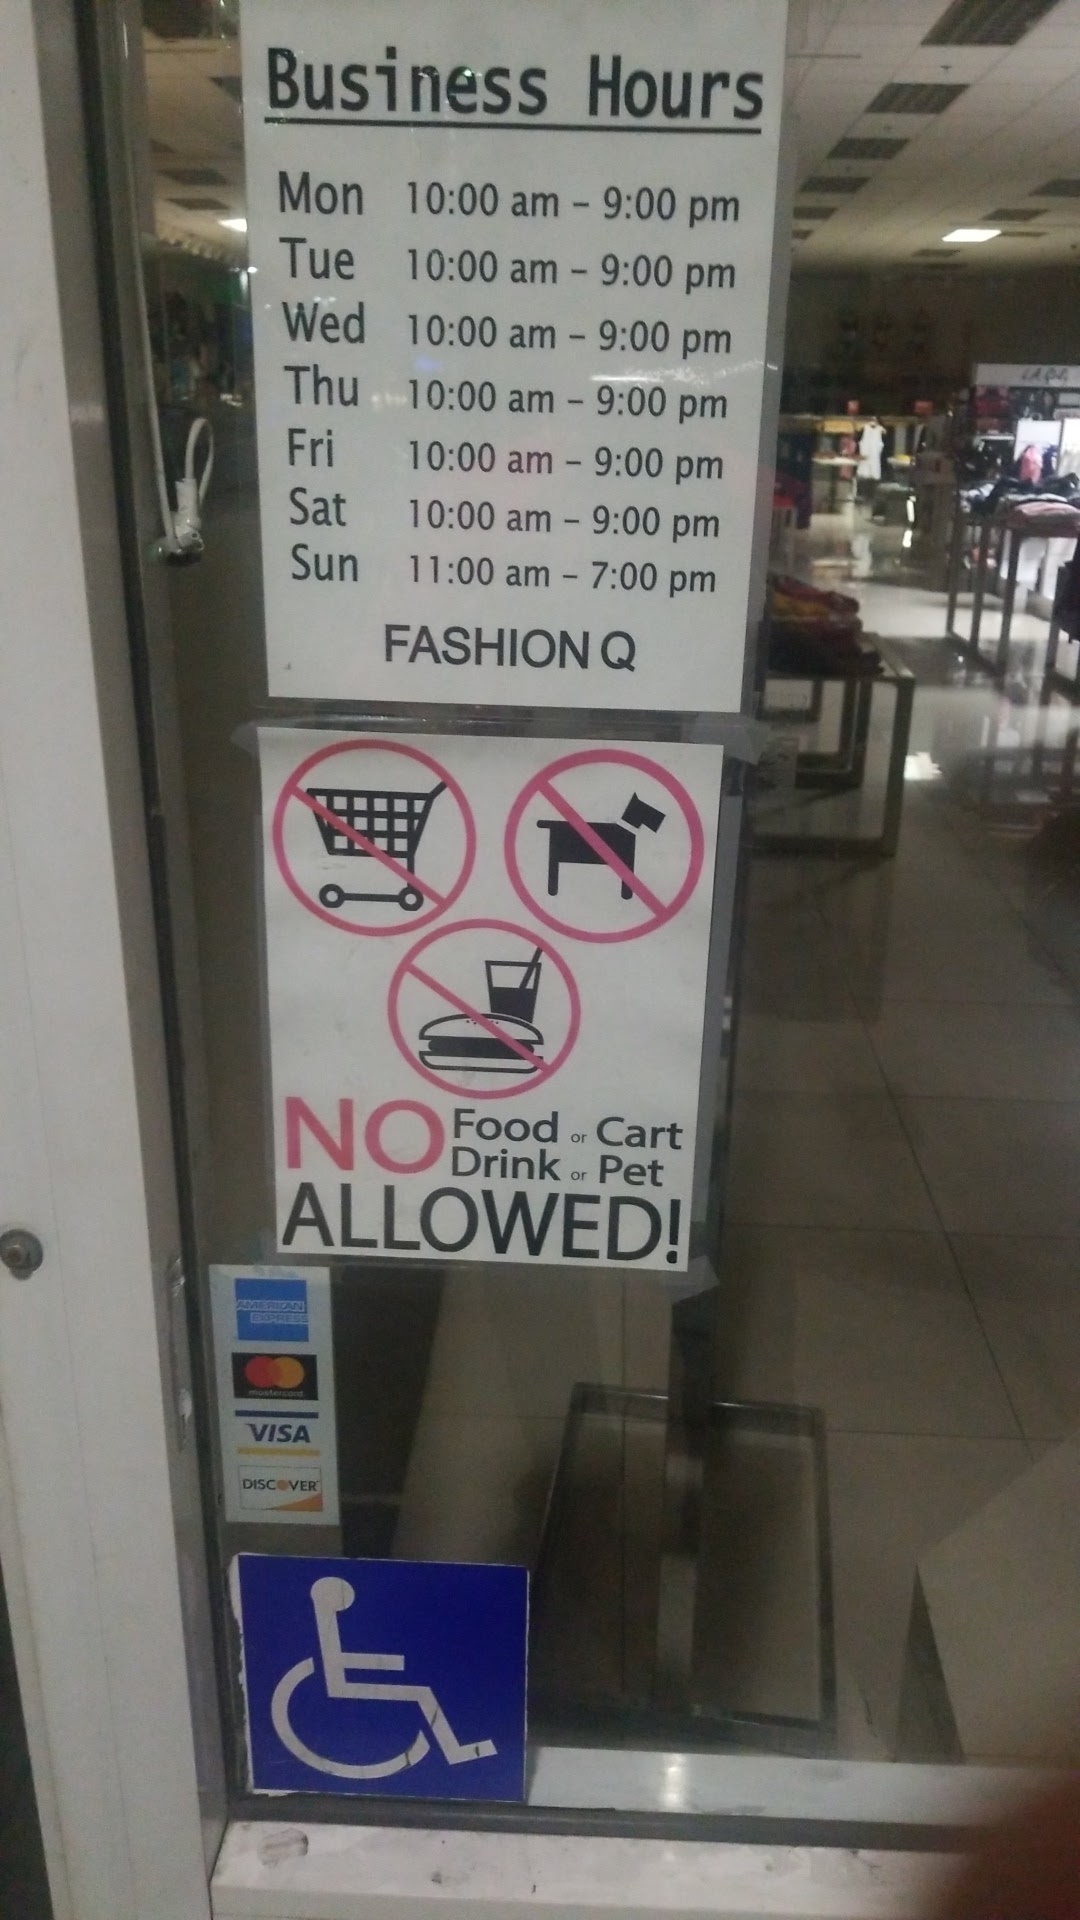 Business Hours
Mon 10:00 am – 9:00 pm
Tue 10:00 am – 9:00 pm
Wed 10:00 am – 9:00 pm
Thu 10:00 am – 9:00 pm
Fri 10:00 am – 9:00 pm
Sat 10:00 am – 9:00 pm
Sun 11:00 am – 7:00 pm
FASHION Q
NO Food or Cart
Drink or Pet
ALLOWED!
AMERICAN
EXPRESS
mastercard
VISA
DISCOVER